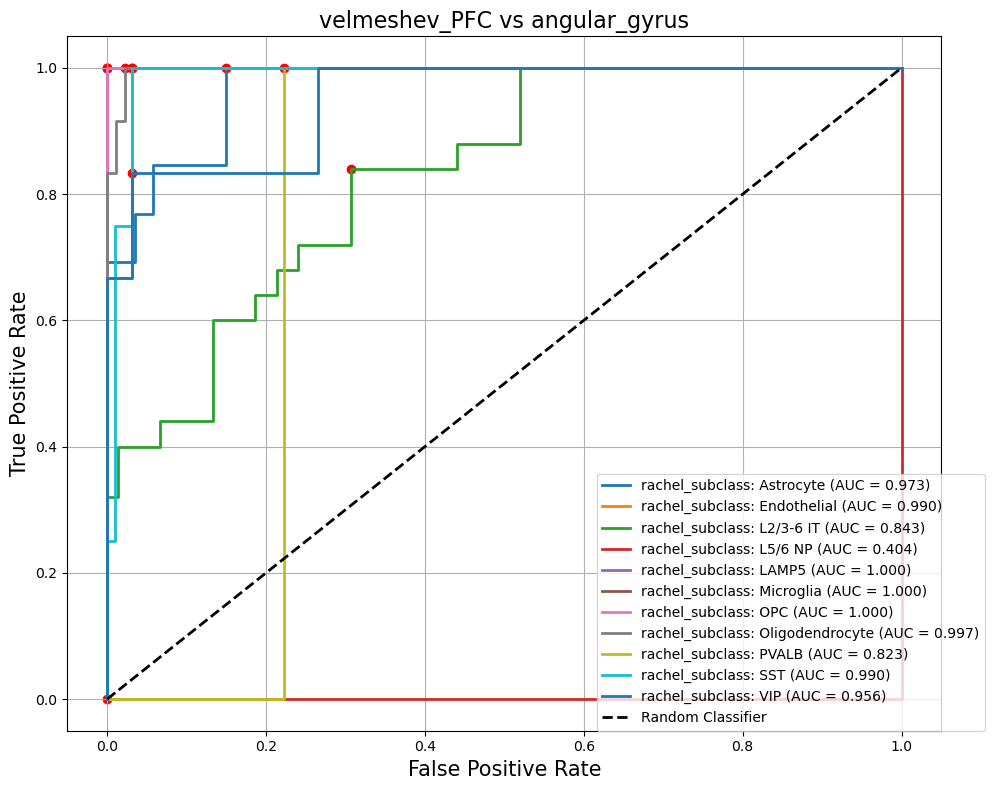 velmeshev_PFC vs angular_gyrus
True Positive Rate
1.0
0.8
0.6
0.4
0.2
0.0
rachel_subclass: Astrocyte (AUC = 0.973)
rachel_subclass: Endothelial (AUC = 0.990)
rachel_subclass: L2/3-6 IT (AUC = 0.843)
rachel_subclass: L5/6 NP (AUC = 0.404)
rachel_subclass: LAMP5 (AUC = 1.000)
rachel_subclass: Microglia (AUC = 1.000)
rachel_subclass: OPC (AUC = 1.000)
rachel_subclass: Oligodendrocyte (AUC = 0.997)
rachel_subclass: PVALB (AUC = 0.823)
rachel_subclass: SST (AUC = 0.990)
rachel_subclass: VIP (AUC = 0.956)
Random Classifier
0.0 0.2 0.4 0.6 0.8 1.0
False Positive Rate